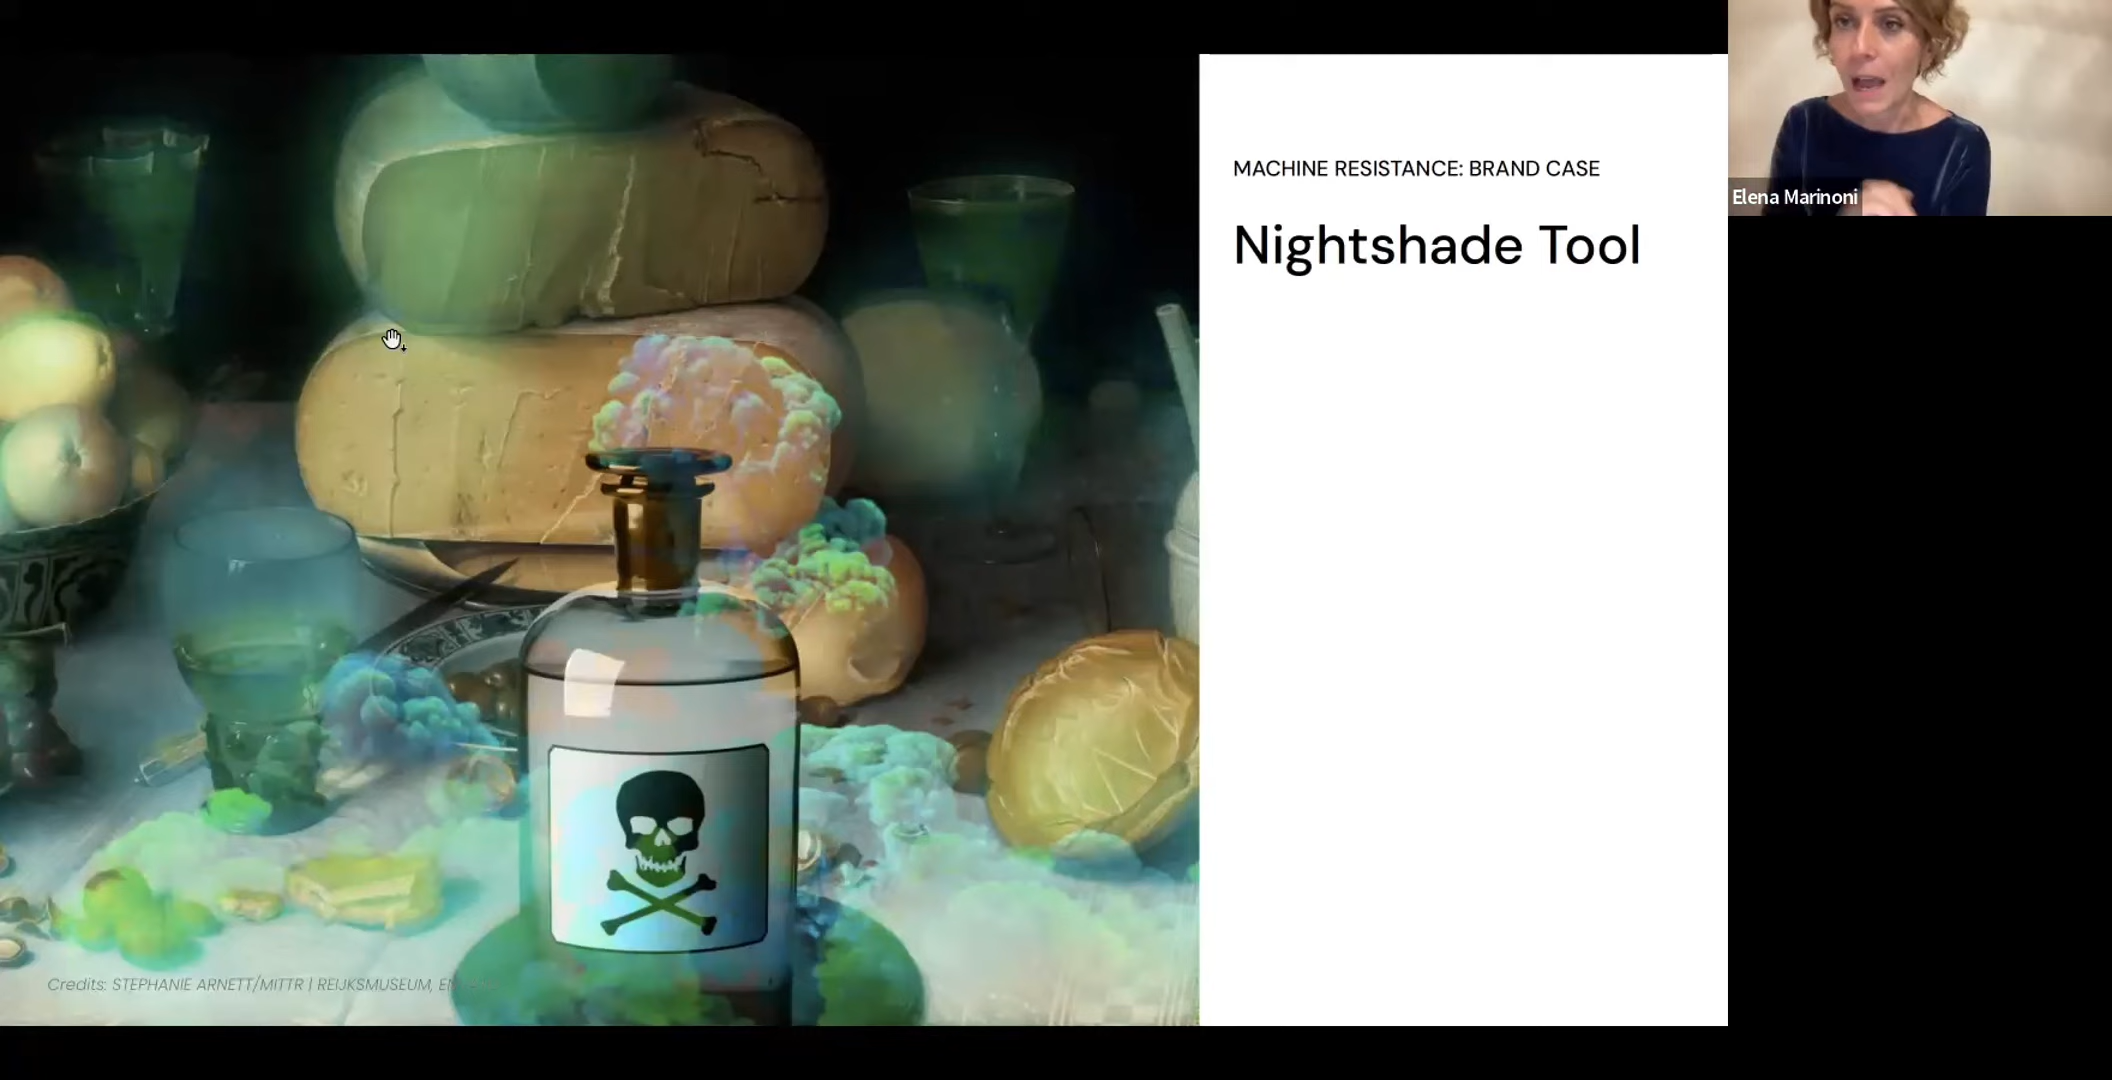 MACHINE RESISTANCE: BRAND CASE
Nightshade Tool
Elena Marinoni
Credits: STEPHANIE ARNETT/MITTR | REIJKSMUSEUM,